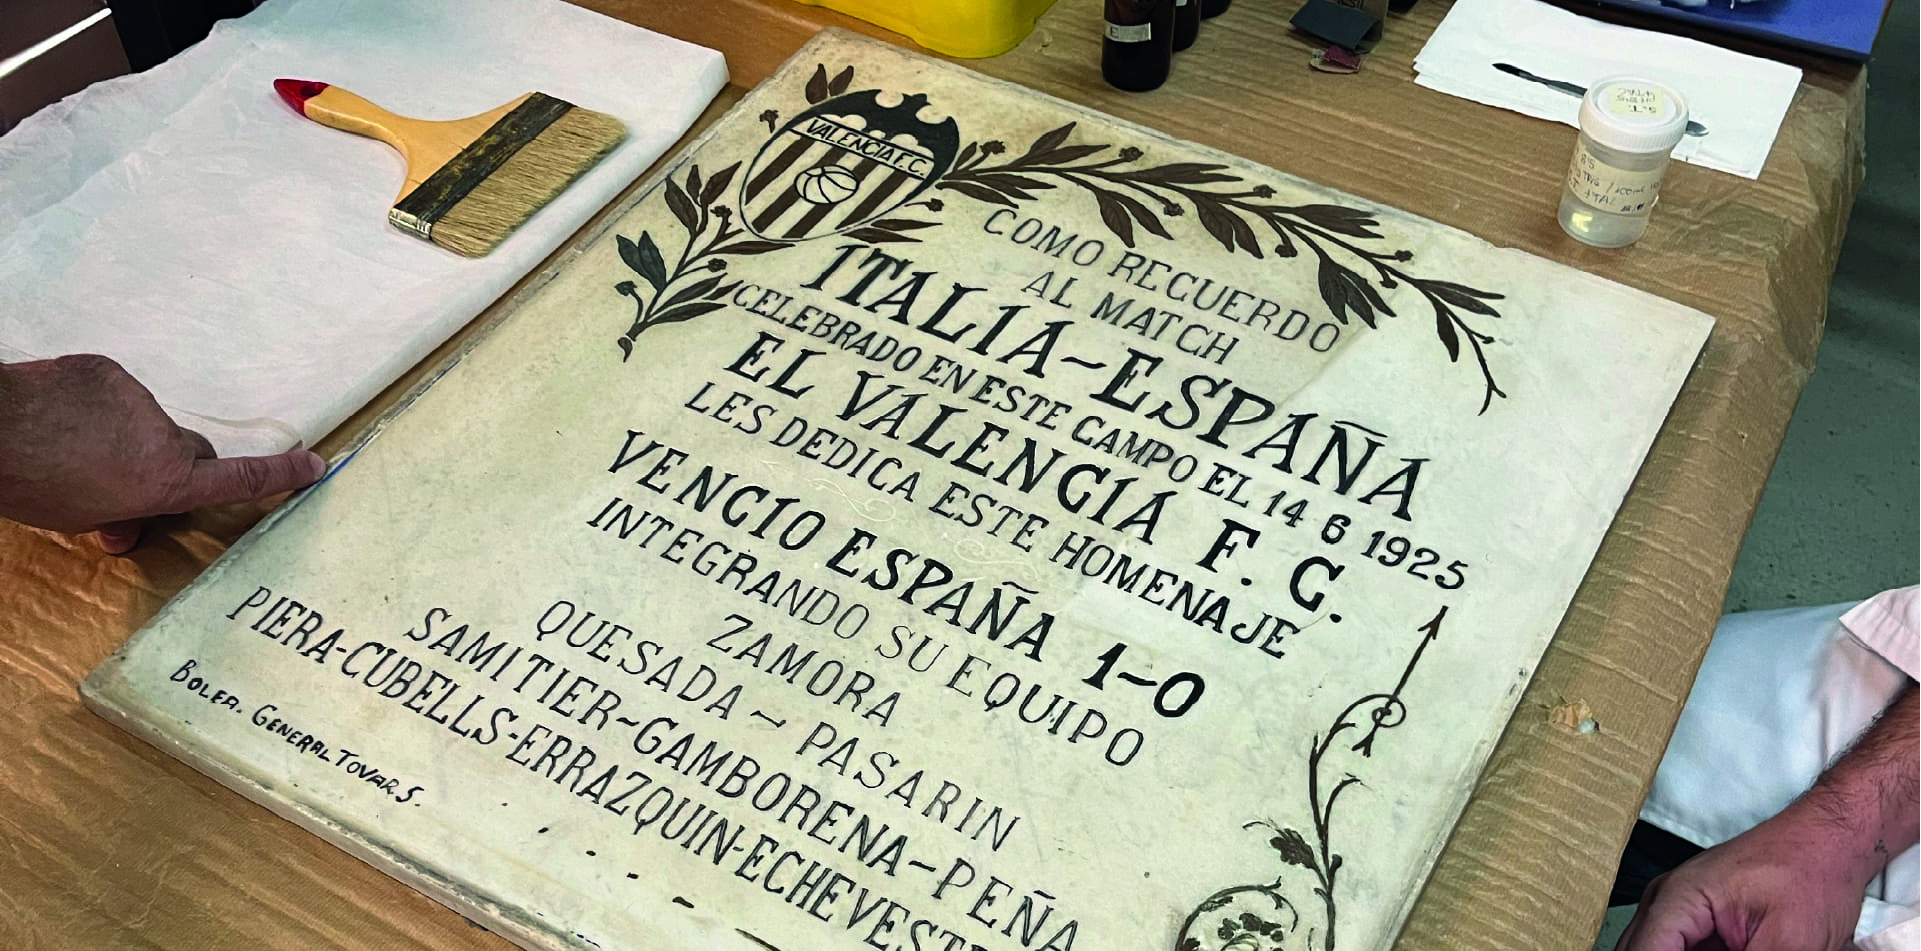 VALENCIA F.C.
COMO RECUERDO
AL MATCH
ITALIA~ESPAÑA
CELEBRADO EN ESTE CAMPO EL 14 6 1925
EL VALENCIA F. C.
LES DEDICA ESTE HOMENAJE
VENCIO ESPAÑA 1~0
INTEGRANDO SU EQUIPO
ZAMORA
QUESADA ~ PASARIN
SAMITIER~GAMBORENA~PEÑA
PIERA-CUBELLS-ERRAZQUIN-ECHEVEST
BOLER. GENERAL TOVAR 5.